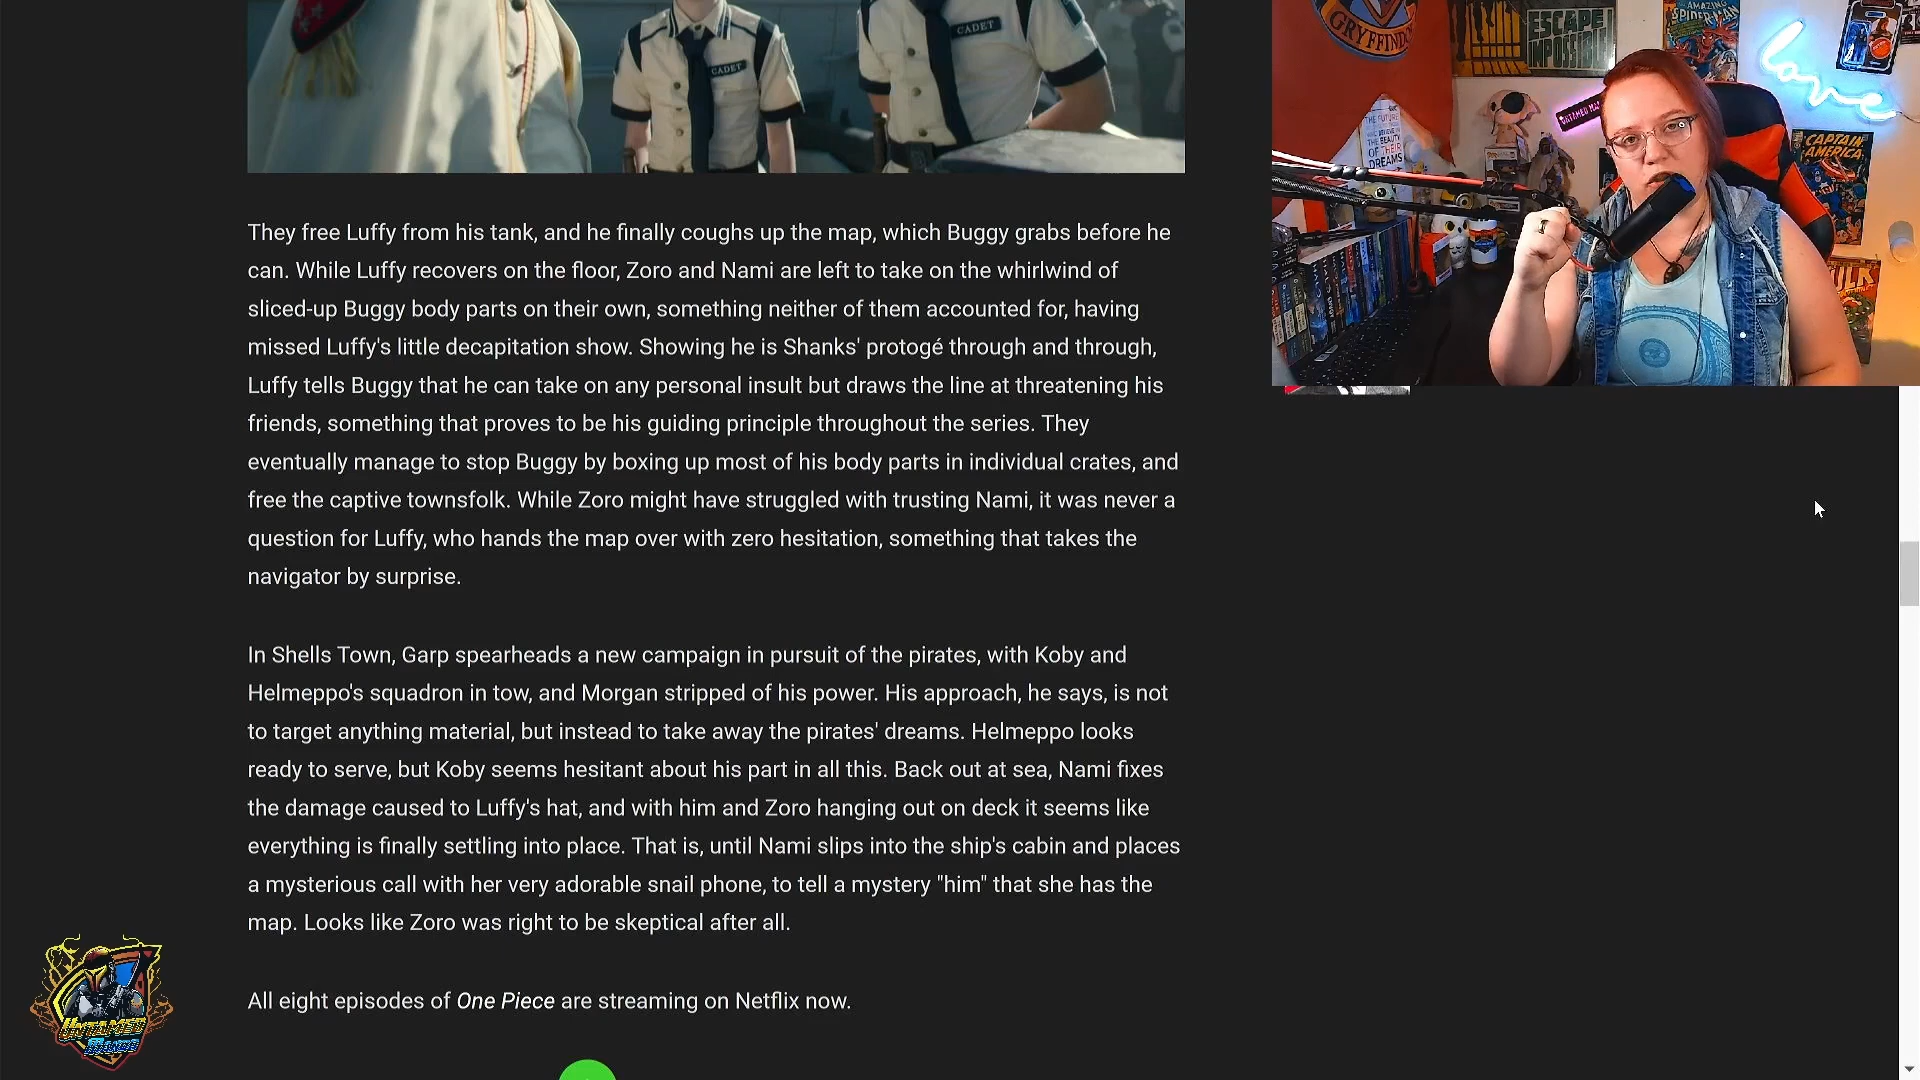 CADET
CADET
GRYFFINDOR
ESCAPE
IMPOSSIBLE
AMAZING
SPIDER-MAN
love
THE FUTURE
THE BEAUTY
OF THEIR
DREAMS
CAPTAIN
AMERICA
They free Luffy from his tank, and he finally coughs up the map, which Buggy grabs before he
can. While Luffy recovers on the floor, Zoro and Nami are left to take on the whirlwind of
sliced-up Buggy body parts on their own, something neither of them accounted for, having
missed Luffy's little decapitation show. Showing he is Shanks' protogé through and through,
Luffy tells Buggy that he can take on any personal insult but draws the line at threatening his
friends, something that proves to be his guiding principle throughout the series. They
eventually manage to stop Buggy by boxing up most of his body parts in individual crates, and
free the captive townsfolk. While Zoro might have struggled with trusting Nami, it was never a
question for Luffy, who hands the map over with zero hesitation, something that takes the
navigator by surprise.
In Shells Town, Garp spearheads a new campaign in pursuit of the pirates, with Koby and
Helmeppo's squadron in tow, and Morgan stripped of his power. His approach, he says, is not
to target anything material, but instead to take away the pirates' dreams. Helmeppo looks
ready to serve, but Koby seems hesitant about his part in all this. Back out at sea, Nami fixes
the damage caused to Luffy's hat, and with him and Zoro hanging out on deck it seems like
everything is finally settling into place. That is, until Nami slips into the ship's cabin and places
a mysterious call with her very adorable snail phone, to tell a mystery "him" that she has the
map. Looks like Zoro was right to be skeptical after all.
All eight episodes of One Piece are streaming on Netflix now.
UNTAMED